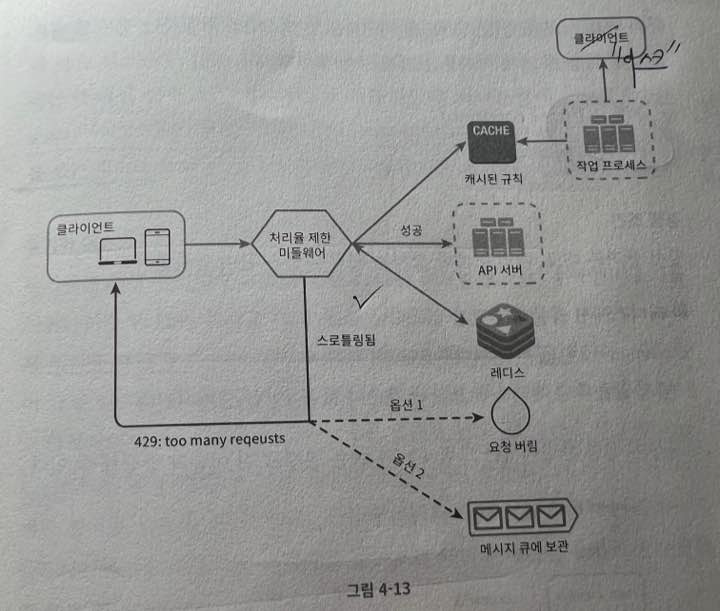 클라이언트
"디스크"
CACHE
캐시된 규칙
작업 프로세스
클라이언트
처리율 제한
미들웨어
성공
API 서버
스로틀링됨
레디스
옵션 1
429: too many reqeusts
요청 버림
옵션 2
메시지 큐에 보관
그림 4-13